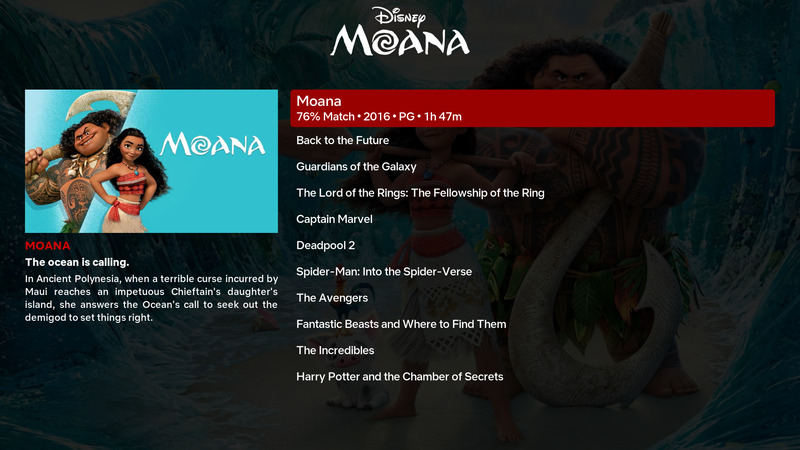 Disney
MOANA
MOANA
MOANA
The ocean is calling.
In Ancient Polynesia, when a terrible curse incurred by
Maui reaches an impetuous Chieftain's daughter's
island, she answers the Ocean's call to seek out the
demigod to set things right.
Moana
76% Match • 2016 • PG • 1h 47m
Back to the Future
Guardians of the Galaxy
The Lord of the Rings: The Fellowship of the Ring
Captain Marvel
Deadpool 2
Spider-Man: Into the Spider-Verse
The Avengers
Fantastic Beasts and Where to Find Them
The Incredibles
Harry Potter and the Chamber of Secrets